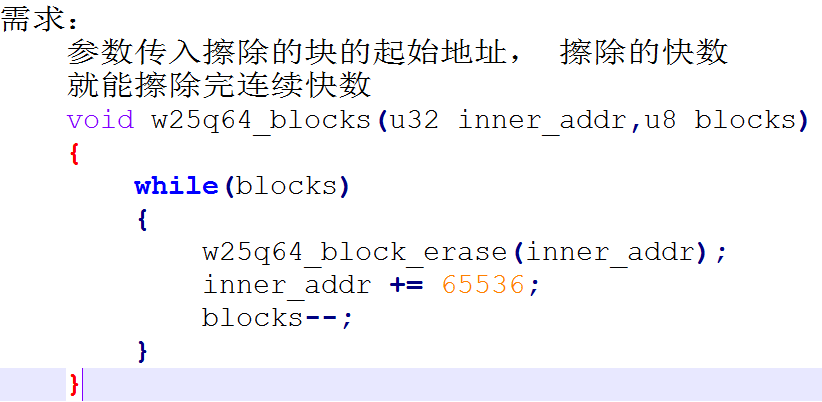 需求：
参数传入擦除的块的起始地址， 擦除的快数
就能擦除完连续快数
void w25q64_blocks(u32 inner_addr,u8 blocks)
{
while(blocks)
{
w25q64_block_erase(inner_addr);
inner_addr += 65536;
blocks--;
}
}